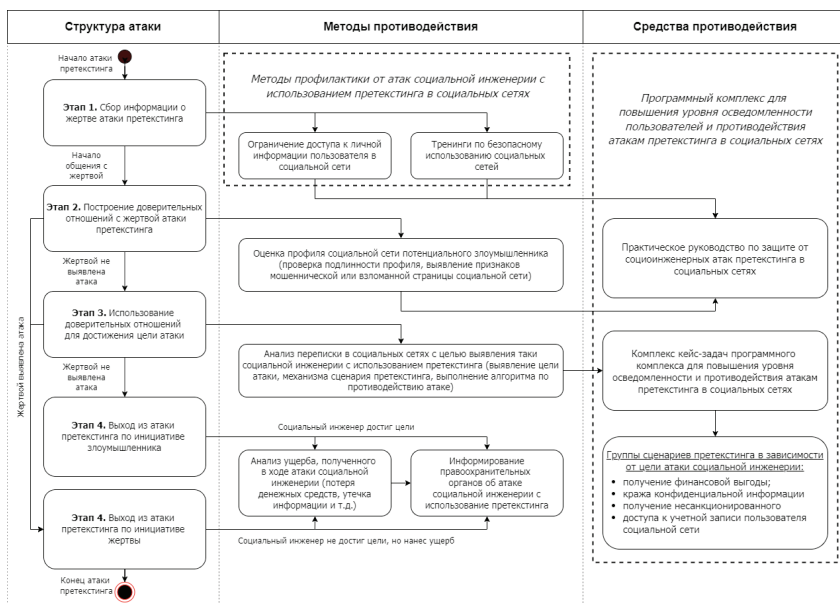 Структура атаки
Методы противодействия
Средства противодействия
Начало атаки
претекстинга
Этап 1. Сбор информации о
жертве атаки претекстинга
Начало
общения с
жертвой
Этап 2. Построение доверительных
отношений с жертвой атаки
претекстинга
Жертвой не
выявлена
атака
Этап 3. Использование
доверительных отношений
для достижения цели атаки
Жертвой не
выявлена
атака
Жертвой выявлена атака
Этап 4. Выход из атаки
претекстинга по инициативе
злоумышленника
Этап 4. Выход из атаки
претекстинга по инициативе
жертвы
Конец атаки
претекстинга
Методы профилактики от атак социальной инженерии с
использованием претекстинга в социальных сетях
Ограничение доступа к личной
информации пользователя в
социальной сети
Тренинги по безопасному
использованию социальных
сетей
Оценка профиля социальной сети потенциального злоумышленника
(проверка подлинности профиля, выявление признаков
мошеннической или взломанной страницы социальной сети)
Анализ переписки в социальных сетях с целью выявления таки
социальной инженерии с использованием претекстинга (выявление цели
атаки, механизма сценария претекстинга, выполнение алгоритма по
противодействию атаке)
Социальный инженер достиг цели
Анализ ущерба, полученного
в ходе атаки социальной
инженерии (потеря
денежных средств, утечка
информации и т.д.)
Информирование
правоохранительных
органов об атаке
социальной инженерии с
использование претекстинга
Социальный инженер не достиг цели, но нанес ущерб
Программный комплекс для
повышения уровня осведомленности
пользователей и противодействия
атакам претекстинга в социальных сетях
Практическое руководство по защите от
социоинженерных атак претекстинга в
социальных сетях
Комплекс кейс-задач программного
комплекса для повышения уровня
осведомленности и противодействия атакам
претекстинга в социальных сетях
Группы сценариев претекстинга в зависимости
от цели атаки социальной инженерии:
• получение финансовой выгоды;
• кража конфиденциальной информации
• получение несанкционированного
• доступа к учетной записи пользователя
социальной сети